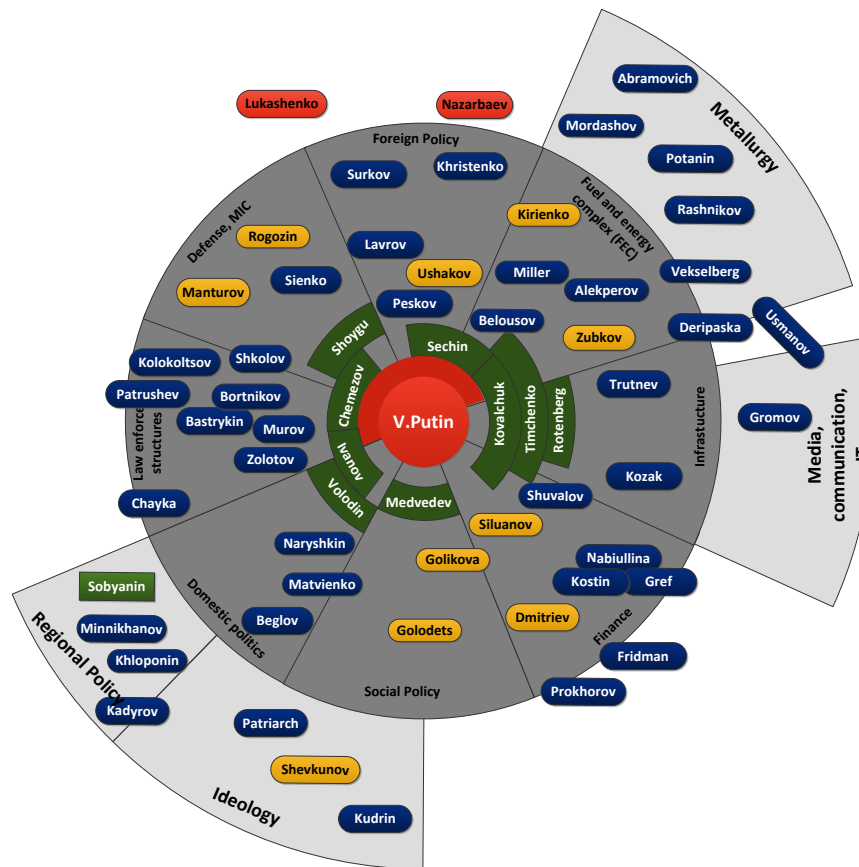 Abramovich
Lukashenko
Nazarbaev
Metallurgy
Mordashov
Foreign Policy
Potanin
Khristenko
Surkov
Fuel and energy
complex (FEC)
Rashnikov
Kirienko
Defense, MIC
Rogozin
Lavrov
Ushakov
Miller
Vekselberg
Sienko
Alekperov
Manturov
Peskov
Belousov
Usmanov
Deripaska
Zubkov
Shoygu
Sechin
Kolokoltsov
Shkolov
Chemezov
Kovalchuk
Timchenko
Rotenberg
Trutnev
Patrushev
Bortnikov
Bastrykin
Murov
V.Putin
Gromov
Media,
communication,
IT
Infrastucture
Law enforce
structures
Zolotov
Ivanov
Kozak
Volodin
Medvedev
Shuvalov
Chayka
Siluanov
Naryshkin
Golikova
Nabiullina
Kostin
Gref
Sobyanin
Matvienko
Domestic politics
Beglov
Golodets
Dmitriev
Finance
Minnikhanov
Khloponin
Regional Policy
Fridman
Social Policy
Prokhorov
Kadyrov
Patriarch
Shevkunov
Ideology
Kudrin